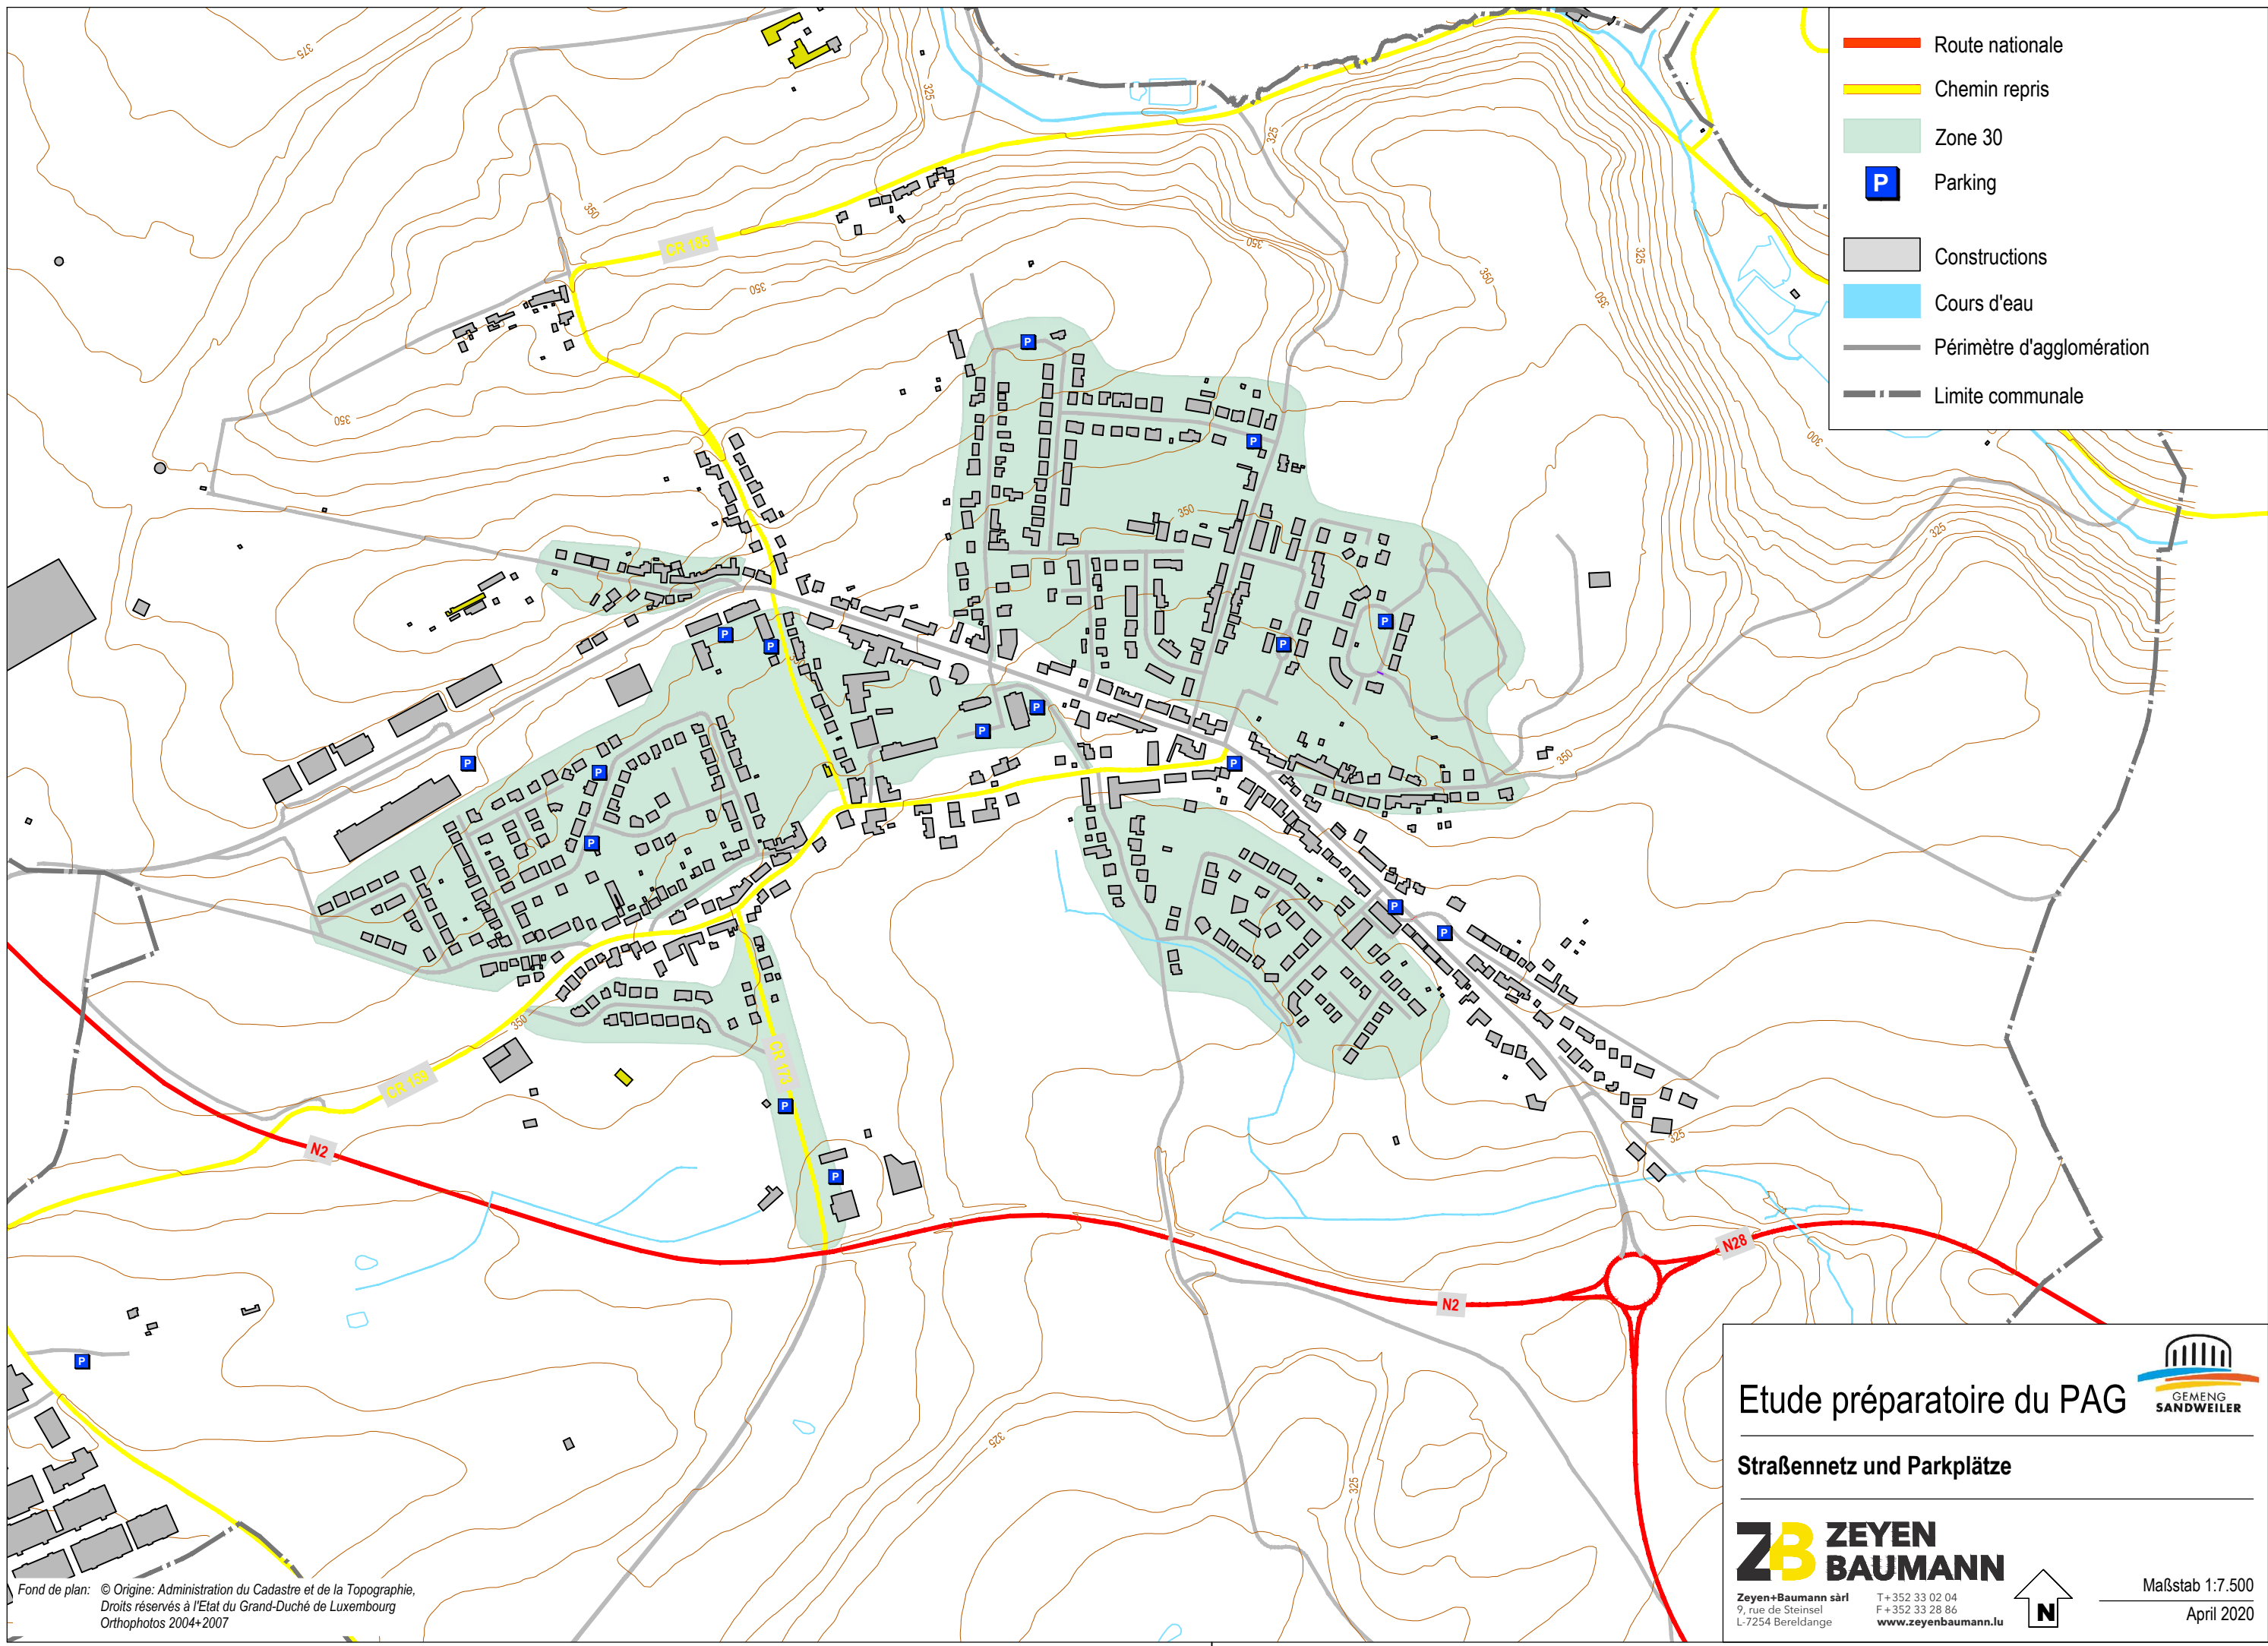 Route nationale
Chemin repris
Zone 30
P
Parking
Constructions
Cours d'eau
Périmètre d'agglomération
Limite communale
375
325
325
350
CR 185
350
350
350
325
350
350
300
P
P
350
325
P
P
P
P
P
P
P
350
P
P
P
P
P
350
CR 159
CR 173
P
N2
325
P
N28
N2
P
325
325
Etude préparatoire du PAG
GEMENG
SANDWEILER
Straßennetz und Parkplätze
ZB ZEYEN
BAUMANN
Zeyen+Baumann sàrl
9, rue de Steinsel
L-7254 Bereldange
T+352 33 02 04
F+352 33 28 86
www.zeyenbaumann.lu
N
Maßstab 1:7.500
April 2020
Fond de plan: © Origine: Administration du Cadastre et de la Topographie,
Droits réservés à l'Etat du Grand-Duché de Luxembourg
Orthophotos 2004+2007